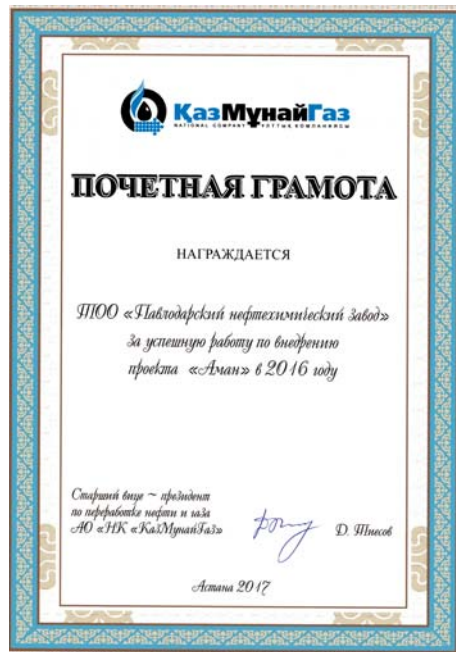 ҚазМұнайГаз
NATIONAL COMPANY ҰЛТТЫҚ КОМПАНИЯСЫ
ПОЧЕТНАЯ ГРАМОТА
НАГРАЖДАЕТСЯ
ТОО «Павлодарский нефтехимический завод»
за успешную работу по внедрению
проекта «Аман» в 2016 году
Старший вице ~ президент
по переработке нефти и газа
АО «НК «КазМунайГаз»
Д. Тиесов
Астана 2017